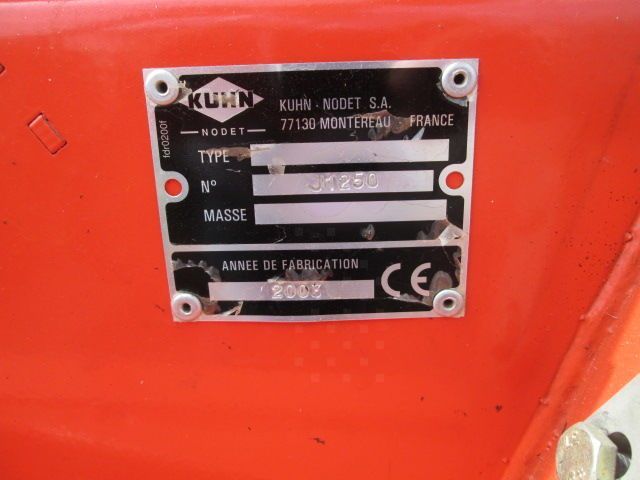 KUHN
NODET
KUHN - NODET S.A.
77130 MONTEREAU - FRANCE
fdr0200f
TYPE
N° J1250
MASSE
ANNEE DE FABRICATION
2003
CE